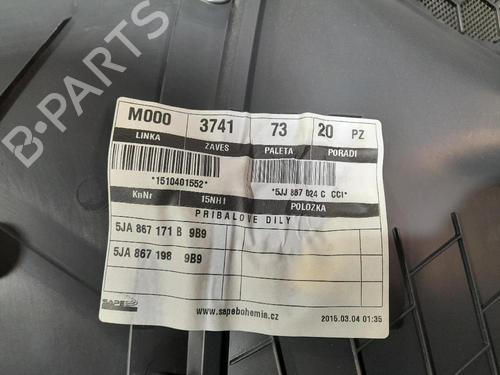 B-PARTS
M000 3741 73 20 PZ
LINKA ZAVES PALETA PORADI
*1510401552* *5JJ 867 024 C CCI*
KnNr 15NH1 POLOZKA
PRIBALOVE DILY
5JA 867 171 B 9B9
5JA 867 198 9B9
SAPE
www.sapebohemia.cz 2015.03.04 01:35